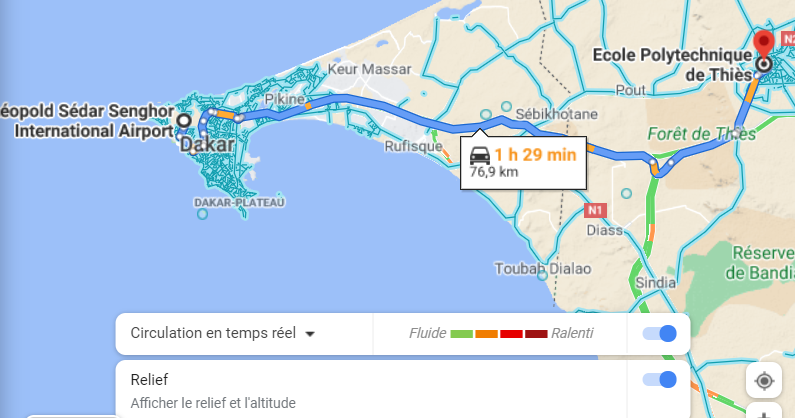 Ecole Polytechnique
de Thiès
N2
Keur Massar
Pout
Pikine
Sébikhotane
éopold Sédar Senghor
International Airport
Dakar
Forêt de Thès
Rufisque
1 h 29 min
76,9 km
DAKAR-PLATEAU
N1
Diass
Réserve
de Bandia
Toubab Dialao
Sindia
Circulation en temps réel
Fluide
Ralenti
Relief
Afficher le relief et l'altitude